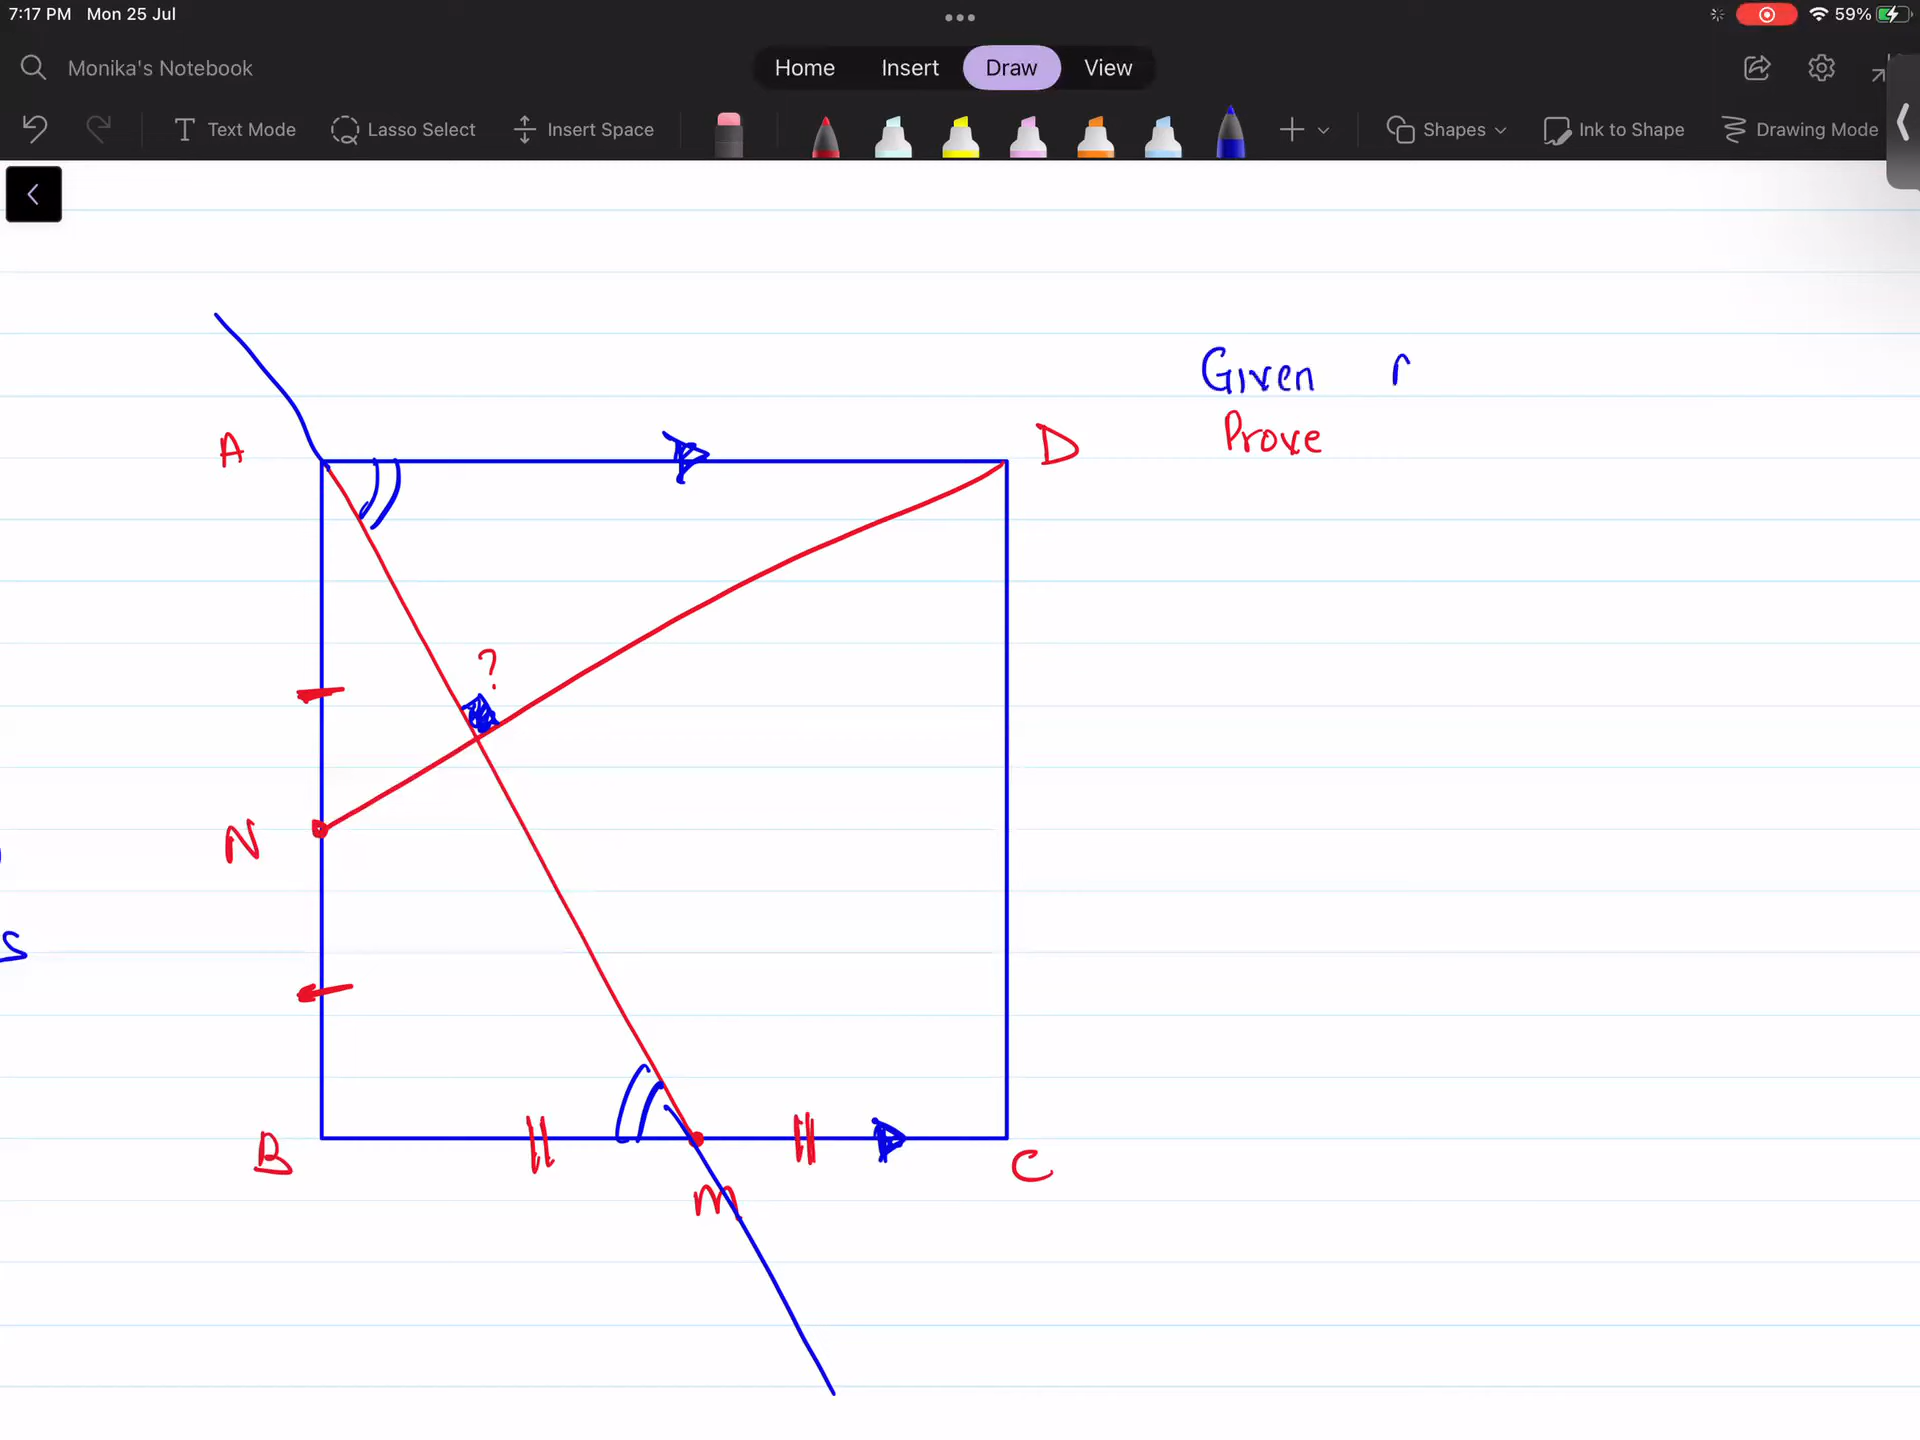 7:17 PM Mon 25 Jul
59%
Monika's Notebook
Home Insert Draw View
Text Mode Lasso Select Insert Space Shapes Ink to Shape Drawing Mode
Given
Prove
A
D
?
N
B
m
C